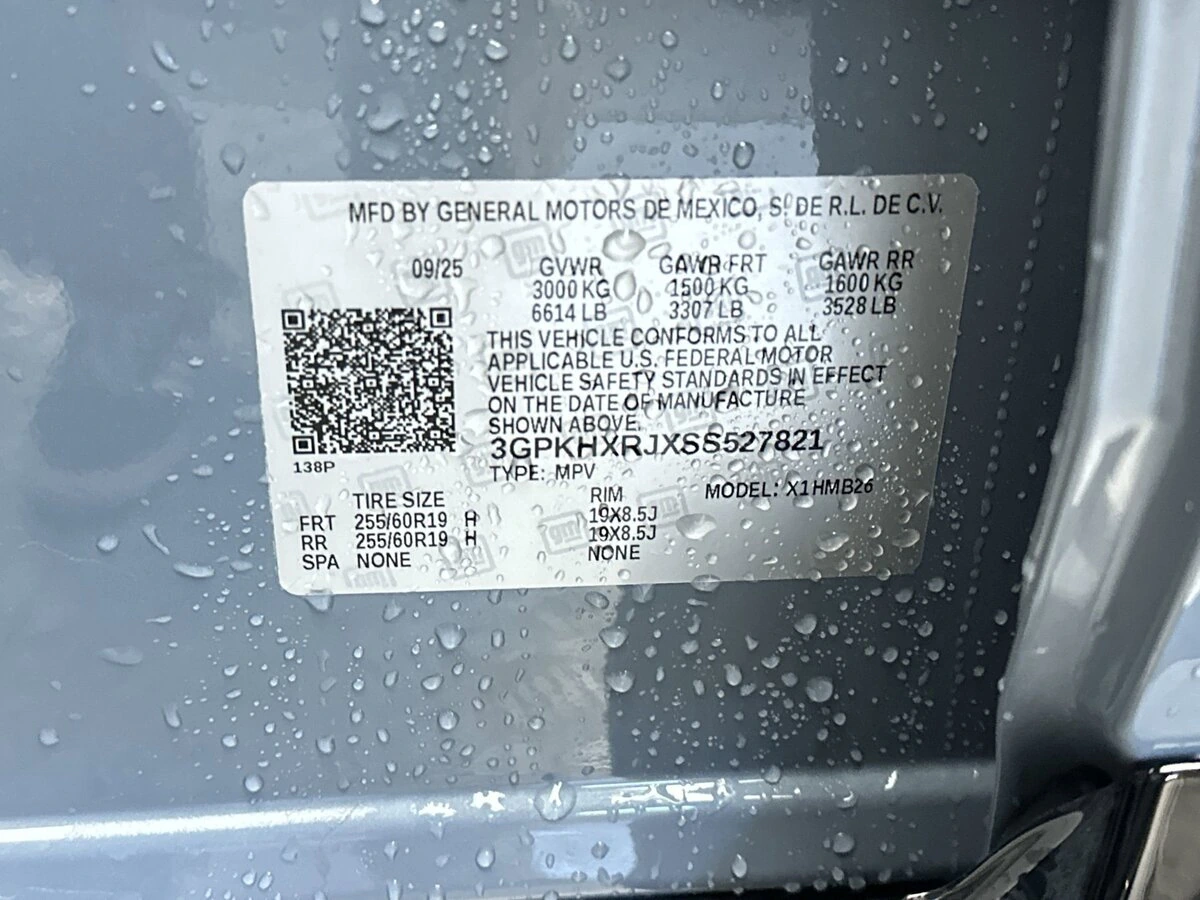 MFD BY GENERAL MOTORS DE MEXICO, S. DE R.L. DE C.V.
09/25 GVWR GAWR FRT GAWR RR
3000 KG 1500 KG 1600 KG
6614 LB 3307 LB 3528 LB
THIS VEHICLE CONFORMS TO ALL
APPLICABLE U.S. FEDERAL MOTOR
VEHICLE SAFETY STANDARDS IN EFFECT
ON THE DATE OF MANUFACTURE
SHOWN ABOVE.
3GPKHXRJXSS527821
138P
TYPE: MPV MODEL: X1HMB26
TIRE SIZE RIM
FRT 255/60R19 H 19X8.5J
RR 255/60R19 H 19X8.5J
SPA NONE NONE